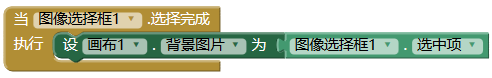 当 图像选择框1 .选择完成
执行 设 画布1 . 背景图片 为 图像选择框1 . 选中项